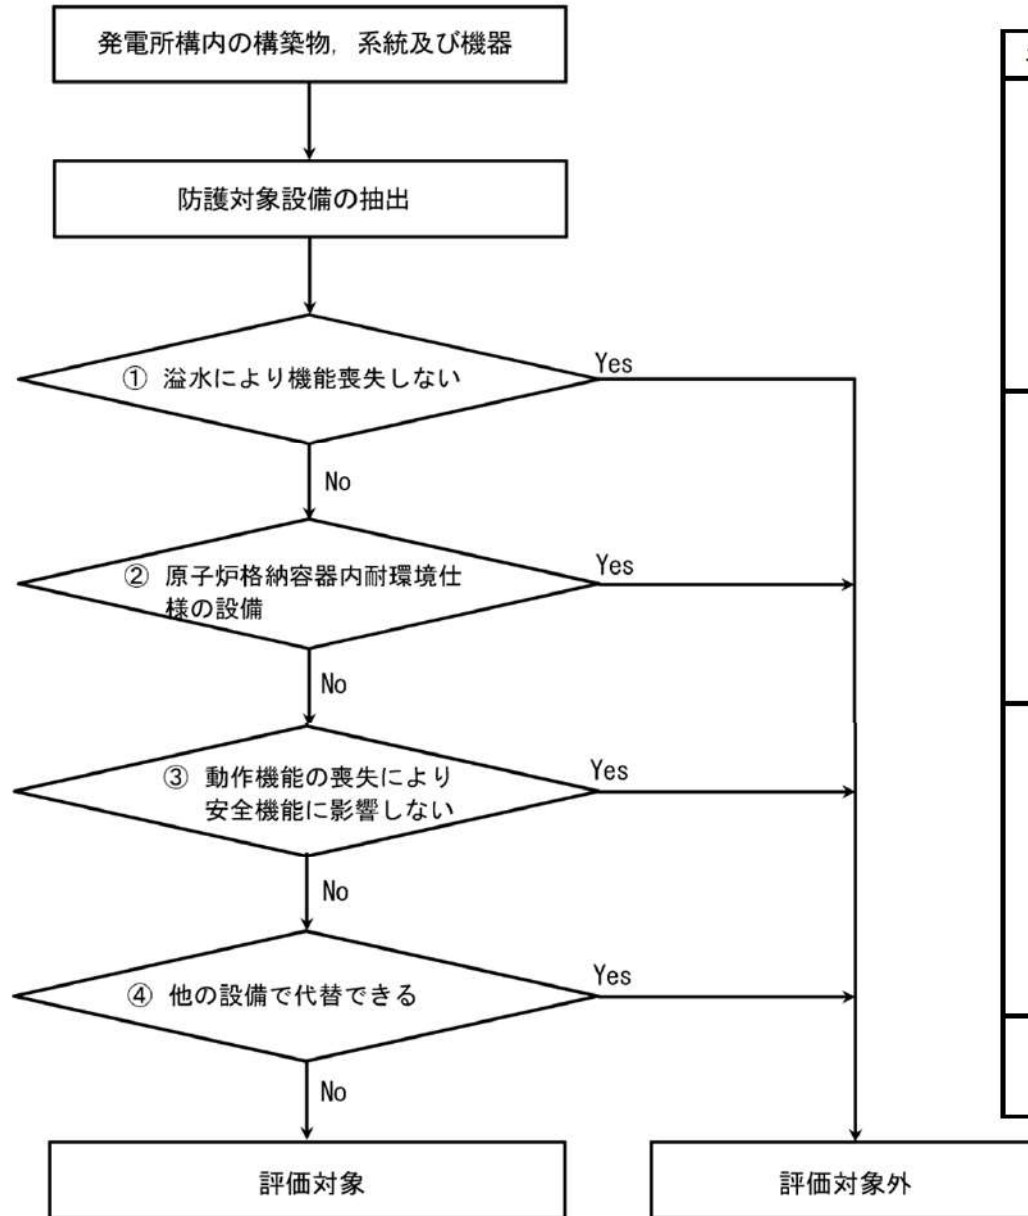 発電所構内の構築物，系統及び機器
防護対象設備の抽出
① 溢水により機能喪失しない
Yes
No
② 原子炉格納容器内耐環境仕
様の設備
Yes
No
③ 動作機能の喪失により
安全機能に影響しない
Yes
No
④ 他の設備で代替できる
Yes
No
評価対象
評価対象外